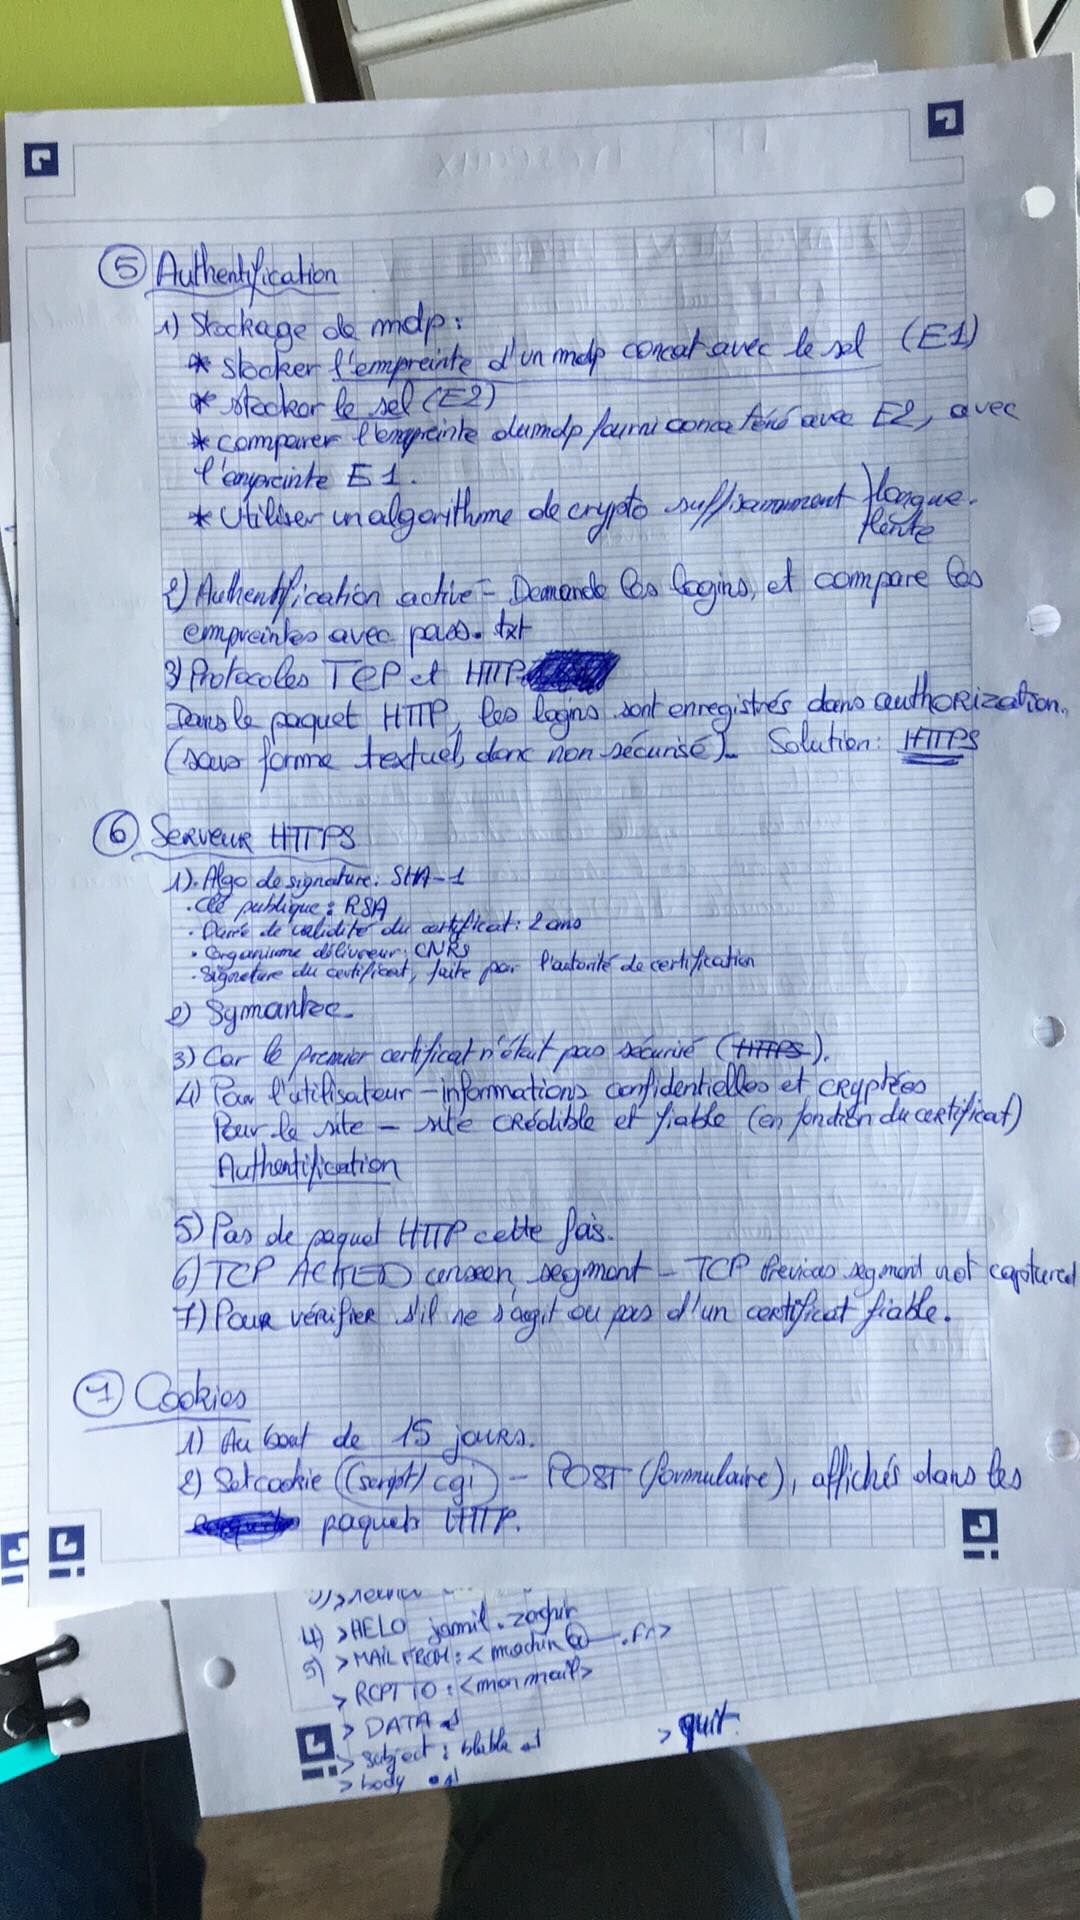 5 Authentification
1) Stockage de mdp :
* stocker l'empreinte d'un mdp concat avec le sel (E1)
* stocker le sel (E2)
* comparer l'empreinte du mdp fourni concaténé avec E2, avec
l'empreinte E1.
* Utiliser un algorithme de crypto suffisamment longue.
lente
2) Authentification active - Demande les logins, et compare les
empreintes avec pass.txt
3) Protocoles TCP et HTTP
Dans le paquet HTTP, les logins sont enregistrés dans authorization.
(sous forme textuel, donc non sécurisé). Solution : HTTPS
6 Serveur HTTPS
1). Algo de signature : SHA-1
. Clé publique : RSA
. Durée de validité du certificat : 2 ans
. Organisme délivreur : CNRS
. Signature du certificat, faite par l'autorité de certification
2) Symantec.
3) Car le premier certificat n'était pas sécurisé (HTTPS).
4) Pour l'utilisateur - informations confidentielles et cryptées
Pour le site - site crédible et fiable (en fonction du certificat)
Authentification
5) Pas de paquet HTTP cette fois.
6) TCP ACKED unseen segment - TCP Previous segment not captured
7) Pour vérifier s'il ne s'agit ou pas d'un certificat fiable.
7 Cookies
1) Au bout de 15 jours.
2) Setcookie ((script) cgi) - POST (formulaire), affichés dans les
paquets HTTP.
4) >HELO jamil.zaghir
5) >MAIL FROM : <machin@ .fr>
> RCPT TO : <mon mail>
> DATA
> subject : blabla
> body
> quit